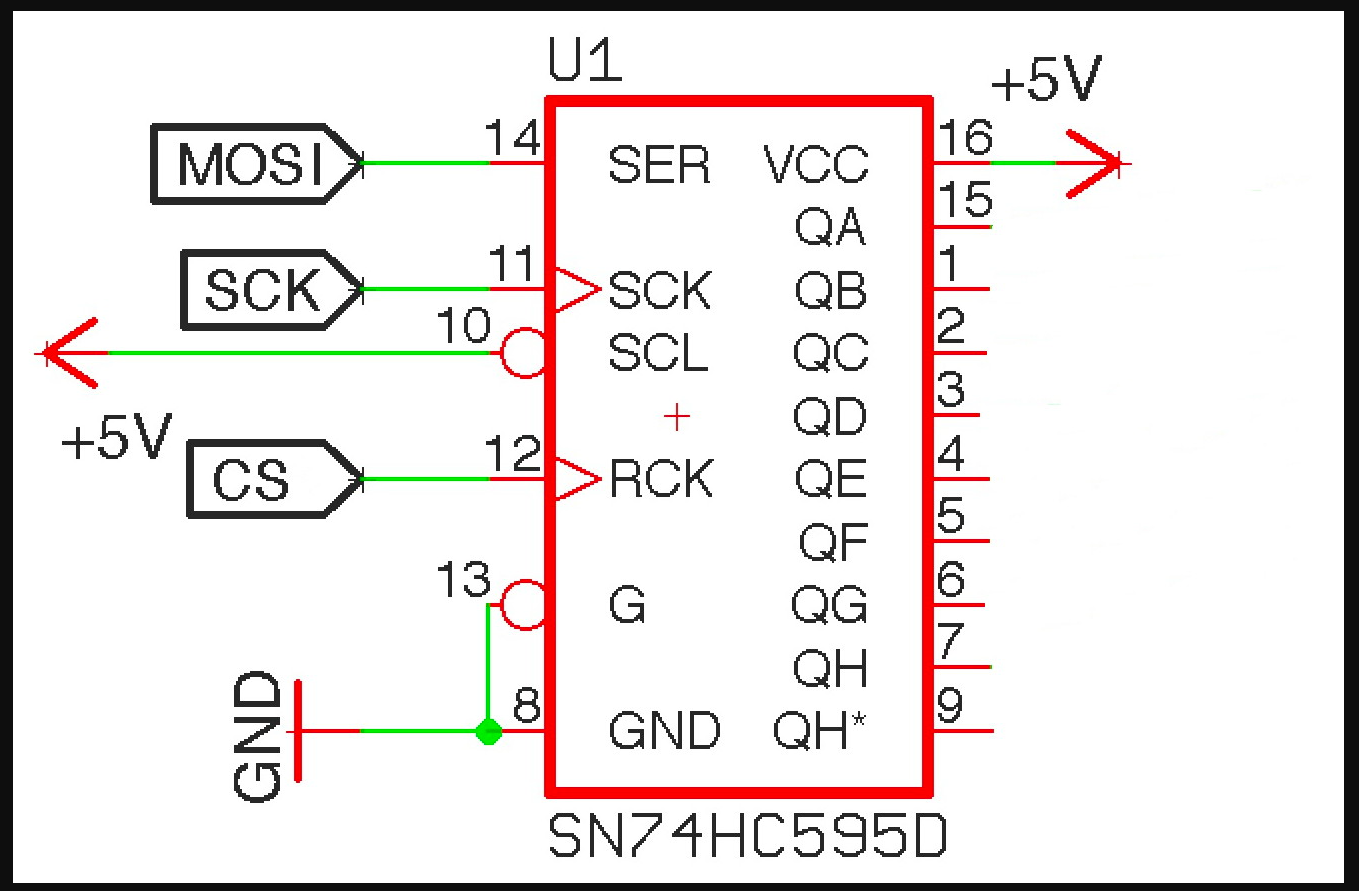 U1
+5V
MOSI 14 SER VCC 16
QA 15
SCK 11 SCK QB 1
10 SCL QC 2
+5V
QD 3
CS 12 RCK QE 4
QF 5
13 G QG 6
QH 7
GND 8 GND QH* 9
SN74HC595D